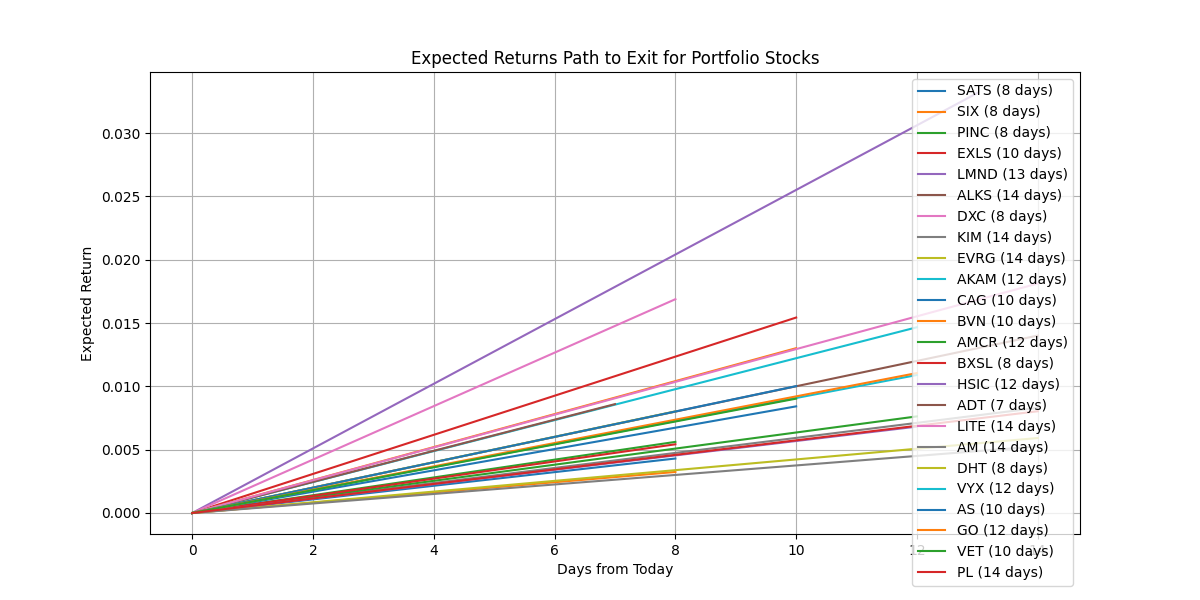 Expected Returns Path to Exit for Portfolio Stocks
Expected Return
0.030
0.025
0.020
0.015
0.010
0.005
0.000
0
2
4
6
8
10
12
Days from Today
SATS (8 days)
SIX (8 days)
PINC (8 days)
EXLS (10 days)
LMND (13 days)
ALKS (14 days)
DXC (8 days)
KIM (14 days)
EVRG (14 days)
AKAM (12 days)
CAG (10 days)
BVN (10 days)
AMCR (12 days)
BXSL (8 days)
HSIC (12 days)
ADT (7 days)
LITE (14 days)
AM (14 days)
DHT (8 days)
VYX (12 days)
AS (10 days)
GO (12 days)
VET (10 days)
PL (14 days)